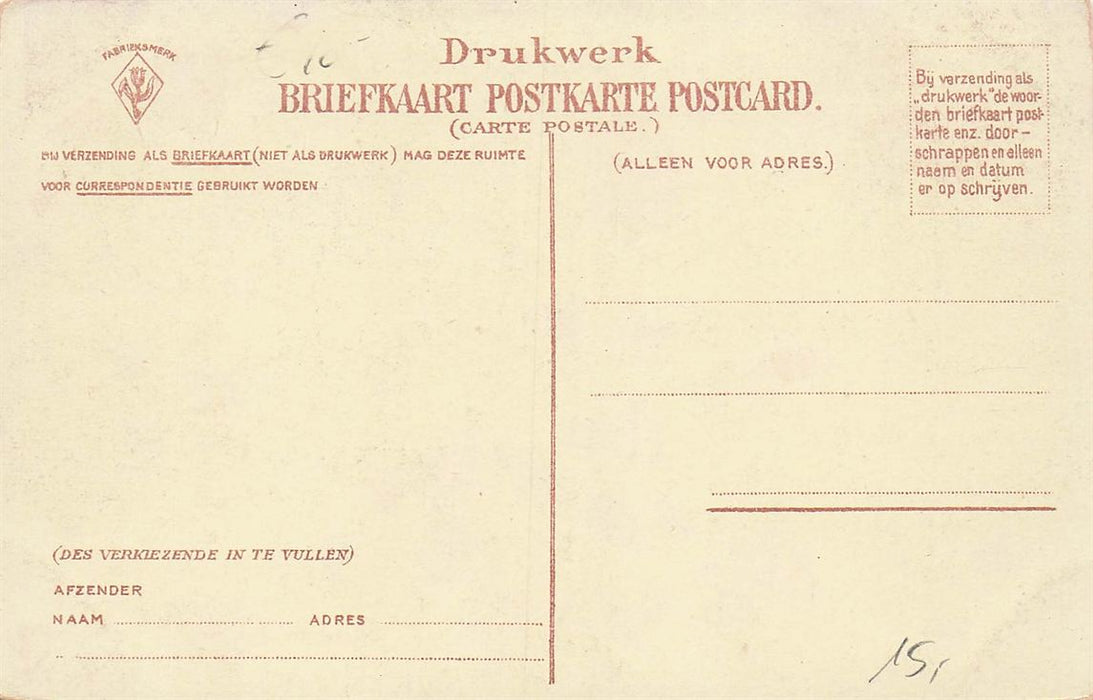 FABRIEKSMERK
Drukwerk
BRIEFKAART POSTKARTE POSTCARD.
(CARTE POSTALE.)
BIJ VERZENDING ALS BRIEFKAART (NIET ALS DRUKWERK) MAG DEZE RUIMTE
VOOR CORRESPONDENTIE GEBRUIKT WORDEN
(ALLEEN VOOR ADRES.)
Bij verzending als
„drukwerk" de woor-
den briefkaart post-
karte enz. door-
schrappen en alleen
naam en datum
er op schrijven.
(DES VERKIEZENDE IN TE VULLEN)
AFZENDER
NAAM ADRES
15,